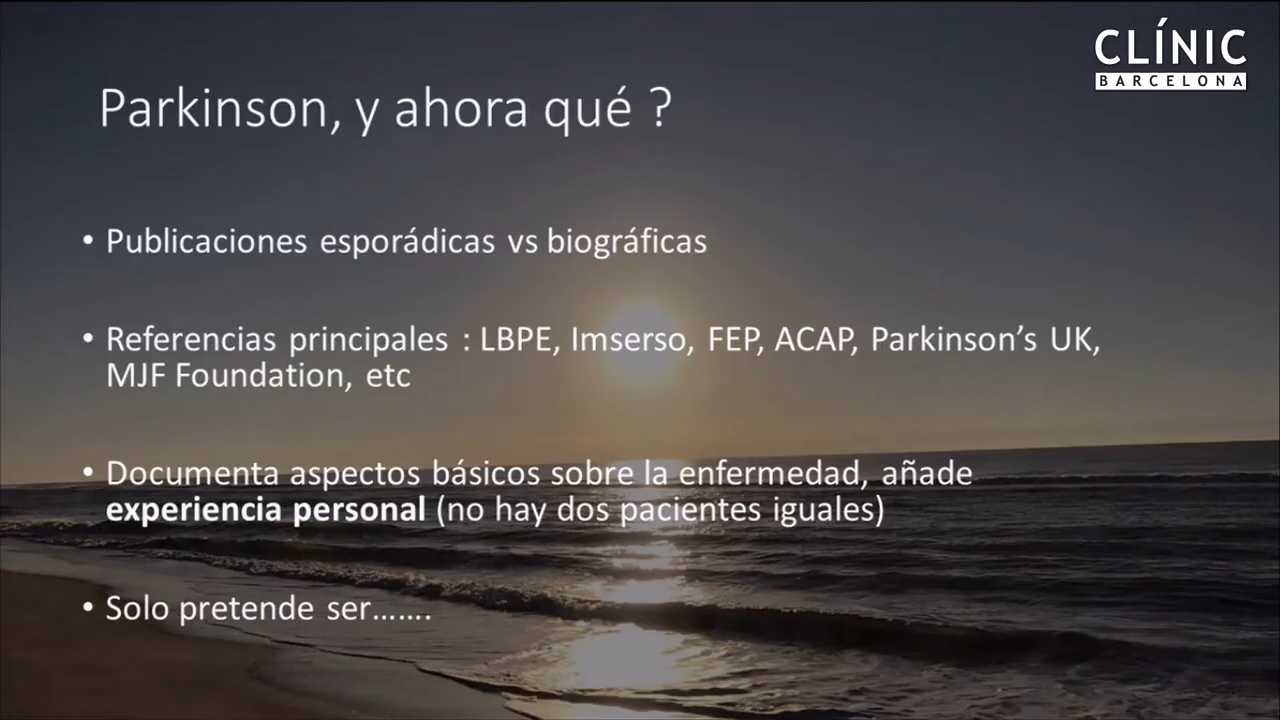 CLÍNIC
BARCELONA
Parkinson, y ahora qué ?
• Publicaciones esporádicas vs biográficas
• Referencias principales : LBPE, Imserso, FEP, ACAP, Parkinson’s UK,
MJF Foundation, etc
• Documenta aspectos básicos sobre la enfermedad, añade
experiencia personal (no hay dos pacientes iguales)
• Solo pretende ser…….